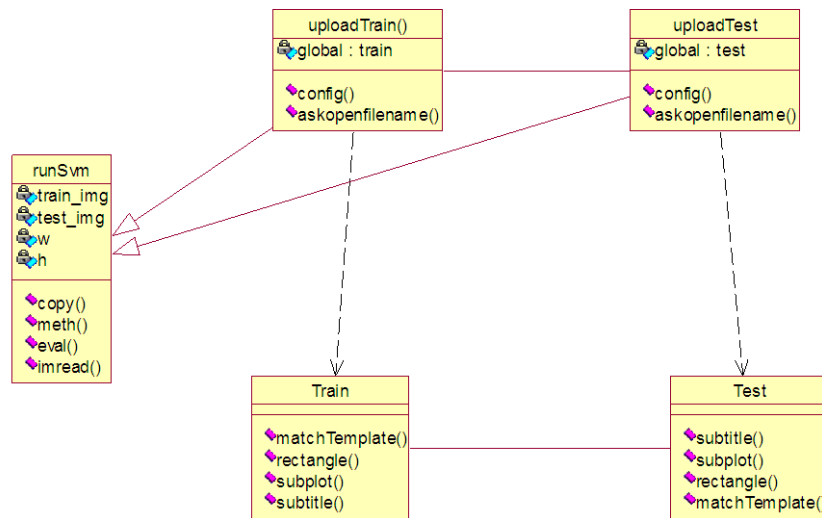 uploadTrain()
global : train
config()
askopenfilename()
uploadTest
global : test
config()
askopenfilename()
runSvm
train_img
test_img
w
h
copy()
meth()
eval()
imread()
Train
matchTemplate()
rectangle()
subplot()
subtitle()
Test
subtitle()
subplot()
rectangle()
matchTemplate()